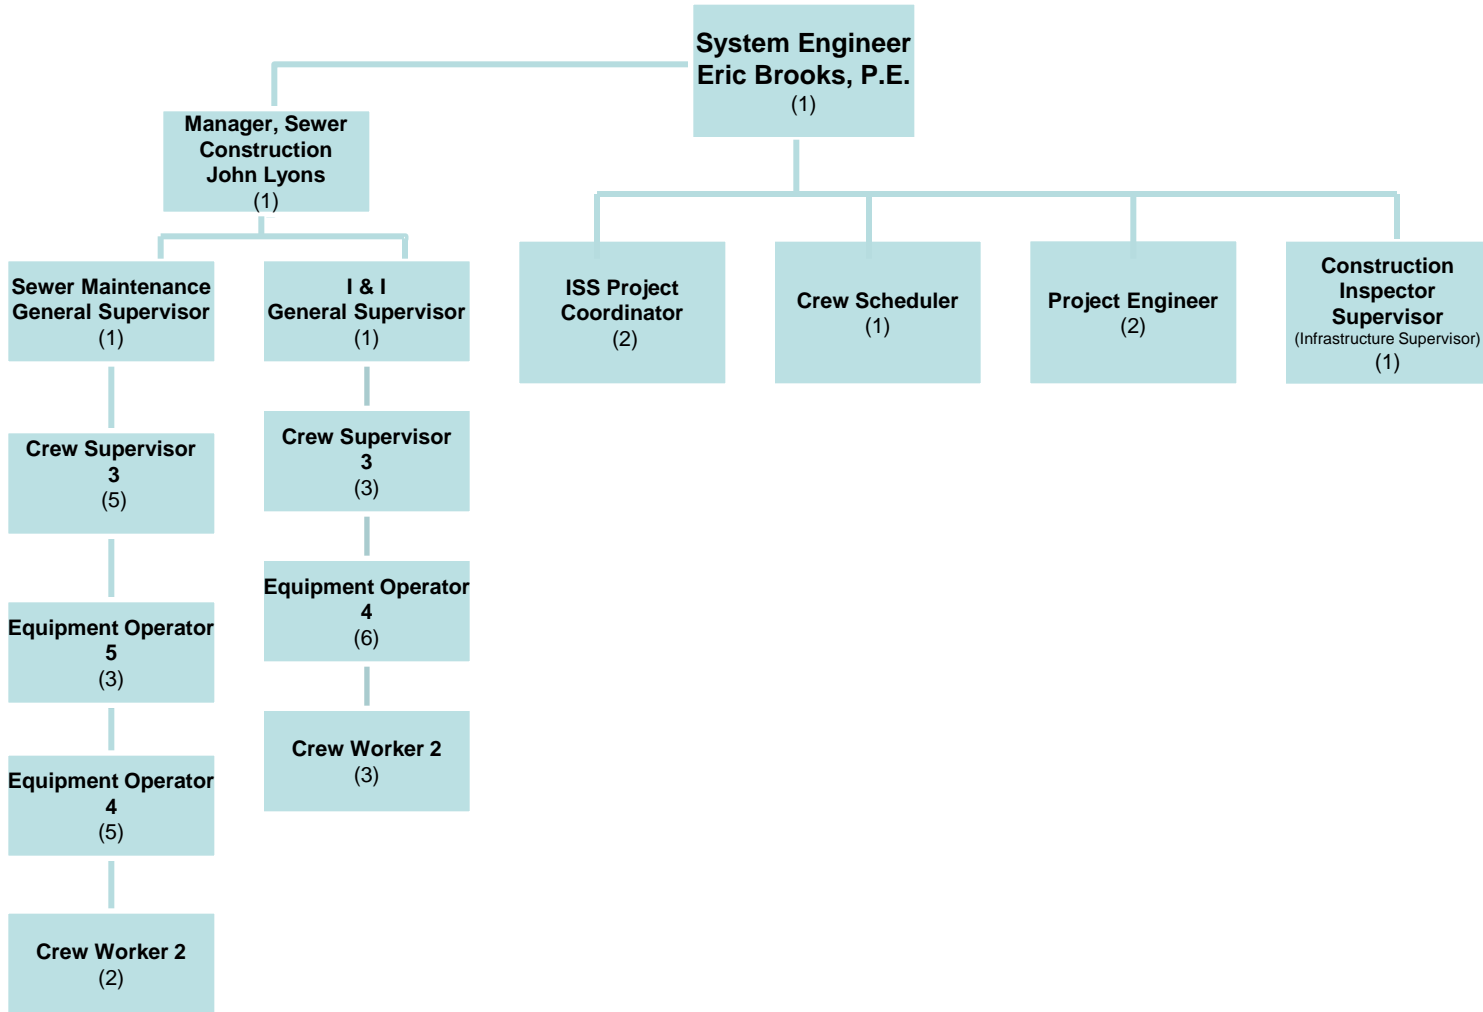 System Engineer
Eric Brooks, P.E.
(1)
Manager, Sewer
Construction
John Lyons
(1)
Sewer Maintenance
General Supervisor
(1)
I & I
General Supervisor
(1)
ISS Project
Coordinator
(2)
Crew Scheduler
(1)
Project Engineer
(2)
Construction
Inspector
Supervisor
(Infrastructure Supervisor)
(1)
Crew Supervisor
3
(5)
Crew Supervisor
3
(3)
Equipment Operator
5
(3)
Equipment Operator
4
(6)
Equipment Operator
4
(5)
Crew Worker 2
(3)
Crew Worker 2
(2)